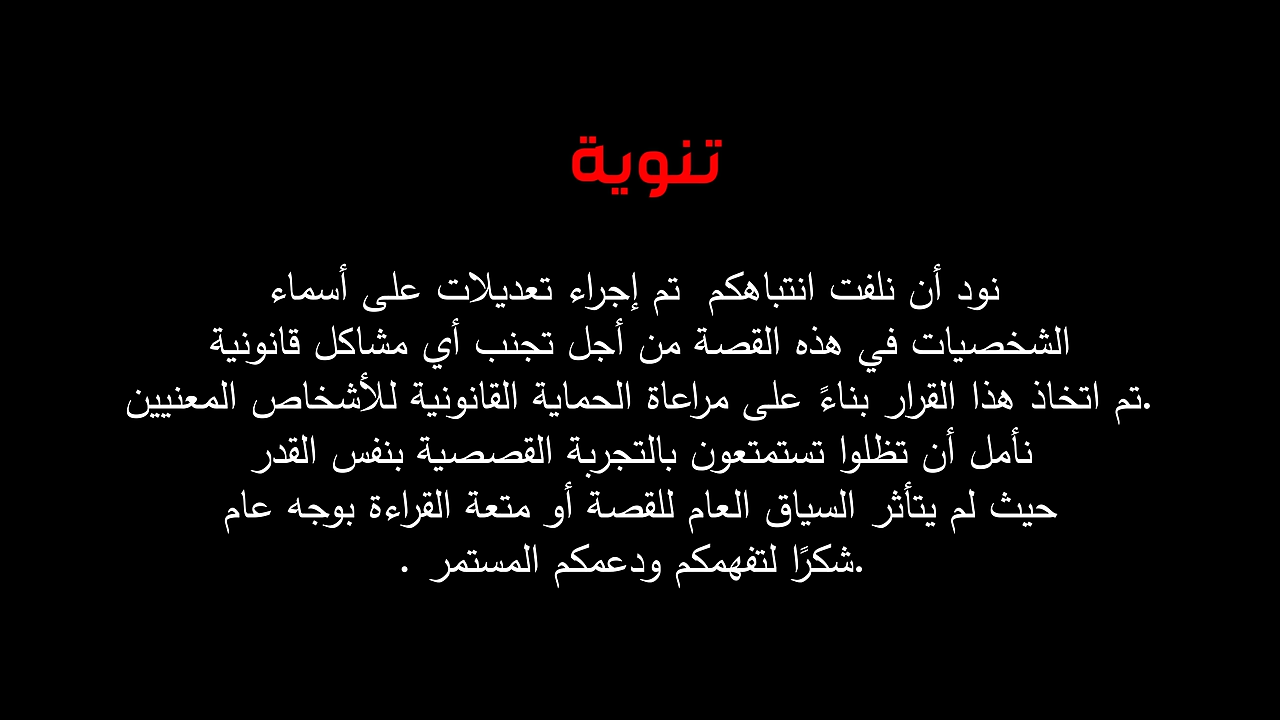 تنوية
نود أن نلفت انتباهكم  تم إجراء تعديلات على أسماء
الشخصيات في هذه القصة من أجل تجنب أي مشاكل قانونية
.تم اتخاذ هذا القرار بناءً على مراعاة الحماية القانونية للأشخاص المعنيين
نأمل أن تظلوا تستمتعون بالتجربة القصصية بنفس القدر
حيث لم يتأثر السياق العام للقصة أو متعة القراءة بوجه عام
.شكرًا لتفهمكم ودعمكم المستمر .